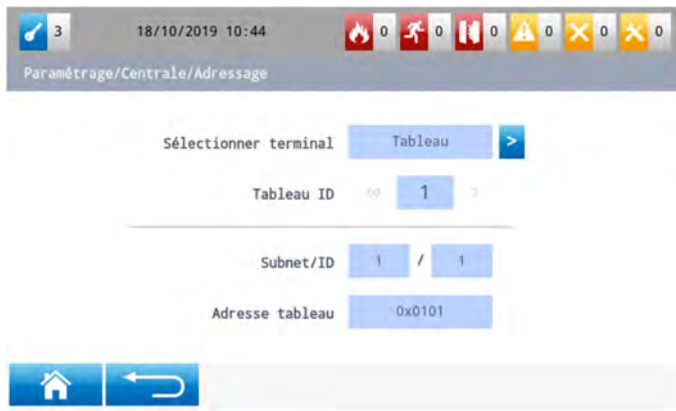 3 18/10/2019 10:44 0 0 0 0 0 0
Paramétrage/Centrale/Adressage
Sélectionner terminal Tableau >
Tableau ID 1
Subnet/ID 1 / 1
Adresse tableau 0x0101